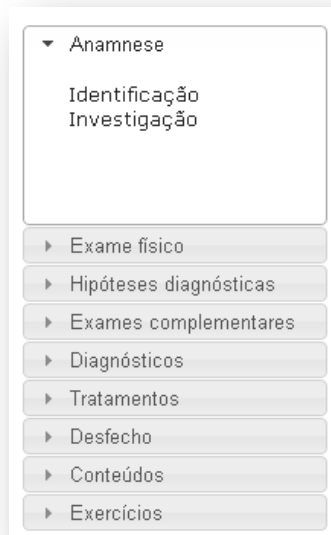 Anamnese
Identificação
Investigação
Exame físico
Hipóteses diagnósticas
Exames complementares
Diagnósticos
Tratamentos
Desfecho
Conteúdos
Exercícios